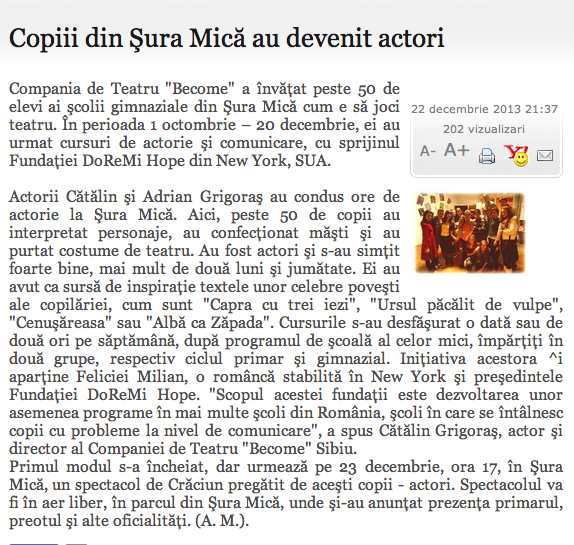 Copiii din Şura Mică au devenit actori
Compania de Teatru "Become" a învăţat peste 50 de
elevi ai şcolii gimnaziale din Şura Mică cum e să joci
teatru. În perioada 1 octombrie – 20 decembrie, ei au
urmat cursuri de actorie şi comunicare, cu sprijinul
Fundaţiei DoReMi Hope din New York, SUA.
22 decembrie 2013 21:37
202 vizualizari
A- A+
Actorii Cătălin şi Adrian Grigoraş au condus ore de
actorie la Şura Mică. Aici, peste 50 de copii au
interpretat personaje, au confecţionat măşti şi au
purtat costume de teatru. Au fost actori şi s-au simţit
foarte bine, mai mult de două luni şi jumătate. Ei au
avut ca sursă de inspiraţie textele unor celebre poveşti
ale copilăriei, cum sunt "Capra cu trei iezi", "Ursul păcălit de vulpe",
"Cenuşăreasa" sau "Albă ca Zăpada". Cursurile s-au desfăşurat o dată sau de
două ori pe săptămână, după programul de şcoală al celor mici, împărţiţi în
două grupe, respectiv ciclul primar şi gimnazial. Iniţiativa acestora ^i
aparţine Feliciei Milian, o româncă stabilită în New York şi preşedintele
Fundaţiei DoReMi Hope. "Scopul acestei fundaţii este dezvoltarea unor
asemenea programe în mai multe şcoli din România, şcoli în care se întâlnesc
copii cu probleme la nivel de comunicare", a spus Cătălin Grigoraş, actor şi
director al Companiei de Teatru "Become" Sibiu.
Primul modul s-a încheiat, dar urmează pe 23 decembrie, ora 17, în Şura
Mică, un spectacol de Crăciun pregătit de aceşti copii - actori. Spectacolul va
fi în aer liber, în parcul din Şura Mică, unde şi-au anunţat prezenţa primarul,
preotul şi alte oficialităţi. (A. M.).